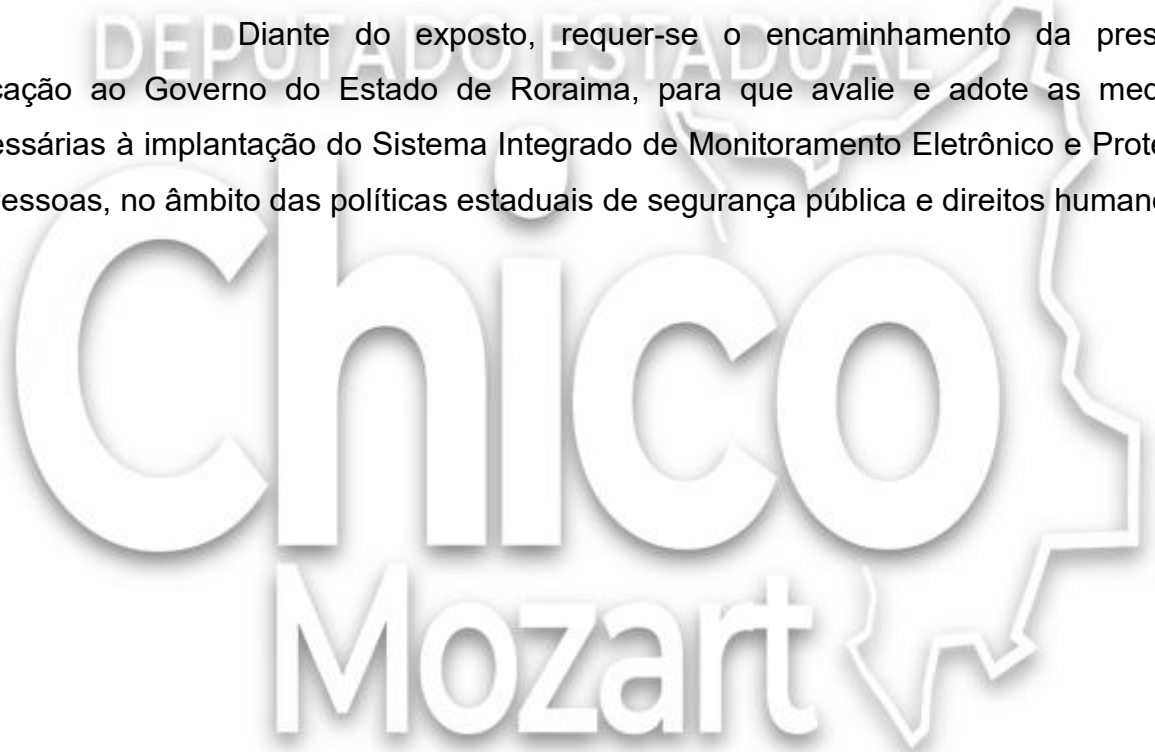 DEPUTADO ESTADUAL
Diante do exposto, requer-se o encaminhamento da pres
cação ao Governo do Estado de Roraima, para que avalie e adote as med
essárias à implantação do Sistema Integrado de Monitoramento Eletrônico e Prote
essoas, no âmbito das políticas estaduais de segurança pública e direitos human
Chico
Mozart